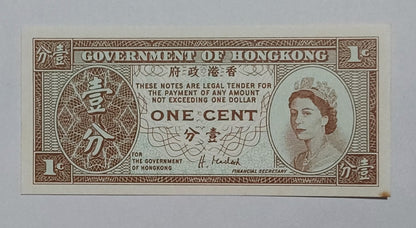 分壹
GOVERNMENT OF HONGKONG
1¢
府政港香
THESE NOTES ARE LEGAL TENDER FOR
THE PAYMENT OF ANY AMOUNT
NOT EXCEEDING ONE DOLLAR
壹
分
ONE CENT
分壹
1¢
FOR
THE GOVERNMENT
OF HONGKONG
FINANCIAL SECRETARY
分壹